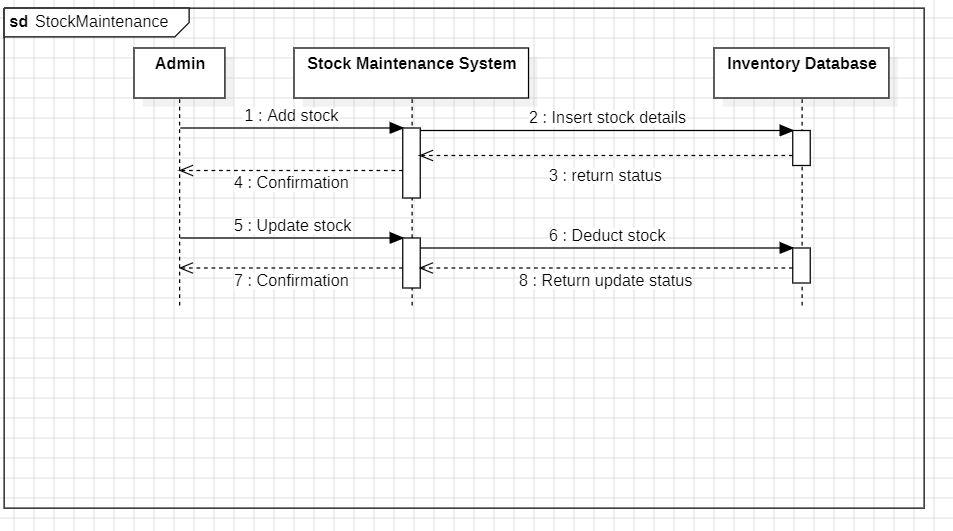 sd StockMaintenance
Admin
Stock Maintenance System
Inventory Database
1 : Add stock
2 : Insert stock details
3 : return status
4 : Confirmation
5 : Update stock
6 : Deduct stock
7 : Confirmation
8 : Return update status